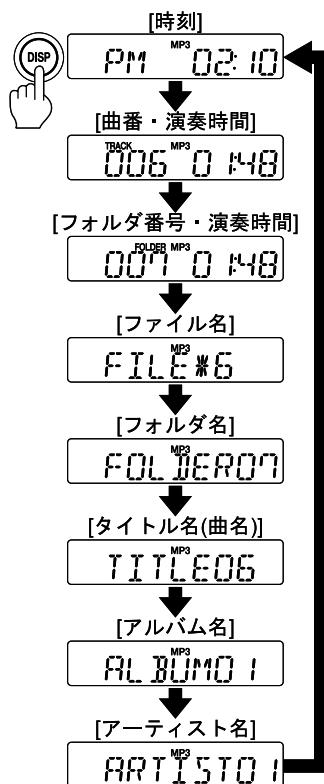 [時刻]
DISP
MP3
PM 02:10
[曲番・演奏時間]
TRACK MP3
006 01:48
[フォルダ番号・演奏時間]
FOLDER MP3
007 01:48
[ファイル名]
MP3
FILE*6
[フォルダ名]
MP3
FOLDER07
[タイトル名(曲名)]
MP3
TITLE06
[アルバム名]
MP3
ALBUM01
[アーティスト名]
MP3
ARTIST01